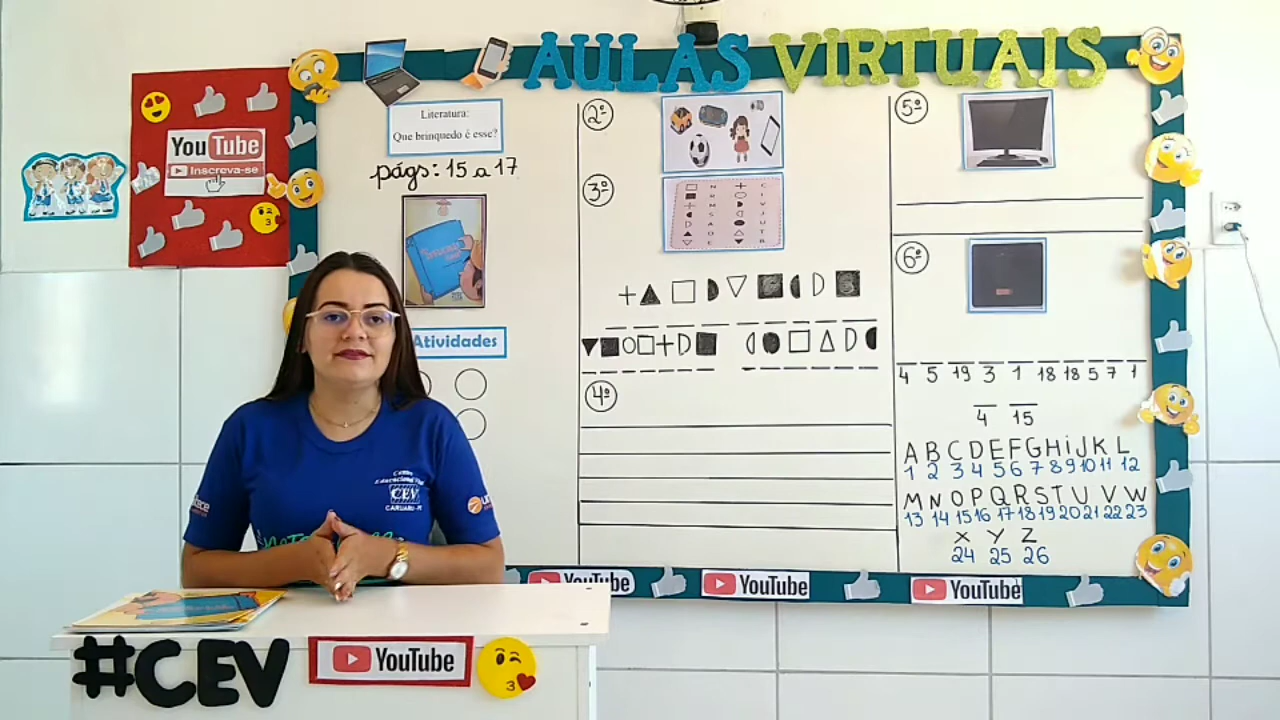 AULAS VIRTUAIS
YouTube
Inscreva-se
Literatura:
Que brinquedo é esse?
págs: 15 a 17
Atividades
2º
3º
4º
5º
6º
4 5 19 3 1 18 18 5 7 1
4 15
A B C D E F G H i J K L
1 2 3 4 5 6 7 8 9 10 11 12
M N O P Q R S T U V W
13 14 15 16 17 18 19 20 21 22 23
X Y Z
24 25 26
CEV
CARUARU-PE
YouTube
YouTube
YouTube
#CEV
YouTube